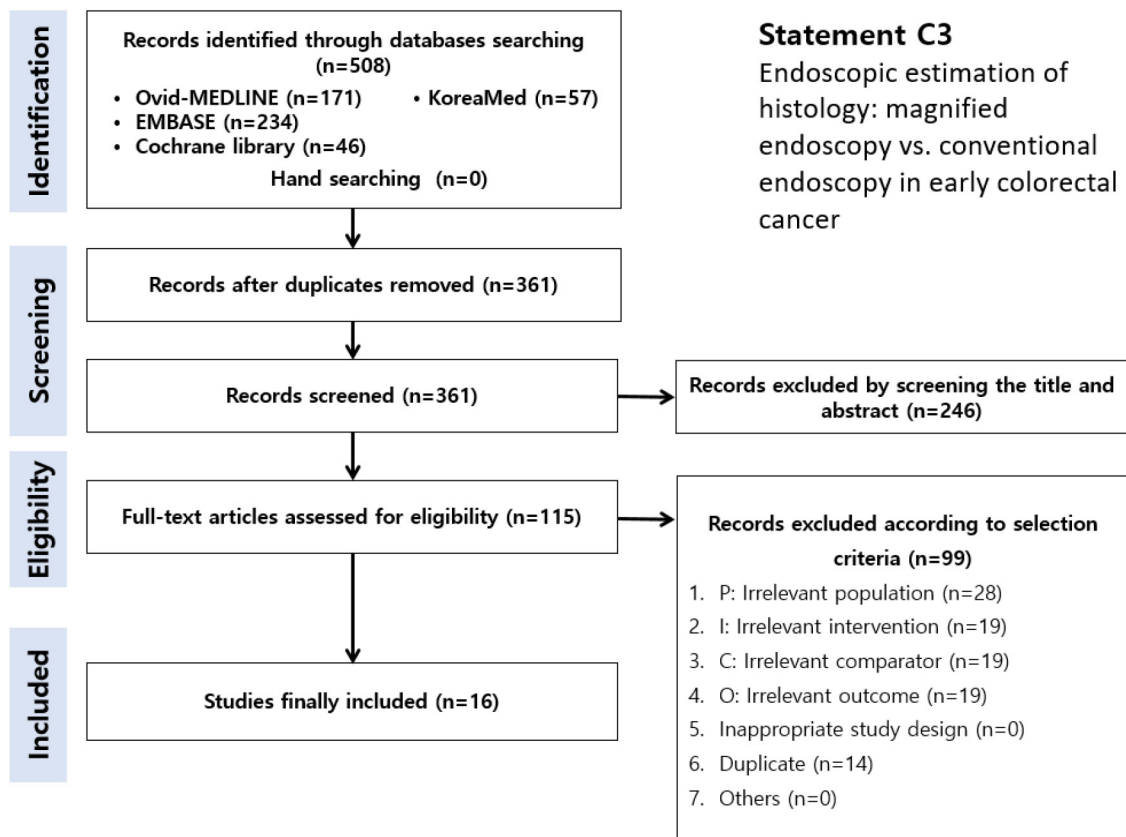 Identification
Records identified through databases searching
(n=508)
• Ovid-MEDLINE (n=171)
• KoreaMed (n=57)
• EMBASE (n=234)
• Cochrane library (n=46)
Hand searching (n=0)
Statement C3
Endoscopic estimation of
histology: magnified
endoscopy vs. conventional
endoscopy in early colorectal
cancer
Screening
Records after duplicates removed (n=361)
Records screened (n=361)
Records excluded by screening the title and
abstract (n=246)
Eligibility
Full-text articles assessed for eligibility (n=115)
Records excluded according to selection
criteria (n=99)
1. P: Irrelevant population (n=28)
2. I: Irrelevant intervention (n=19)
3. C: Irrelevant comparator (n=19)
4. O: Irrelevant outcome (n=19)
5. Inappropriate study design (n=0)
6. Duplicate (n=14)
7. Others (n=0)
Included
Studies finally included (n=16)